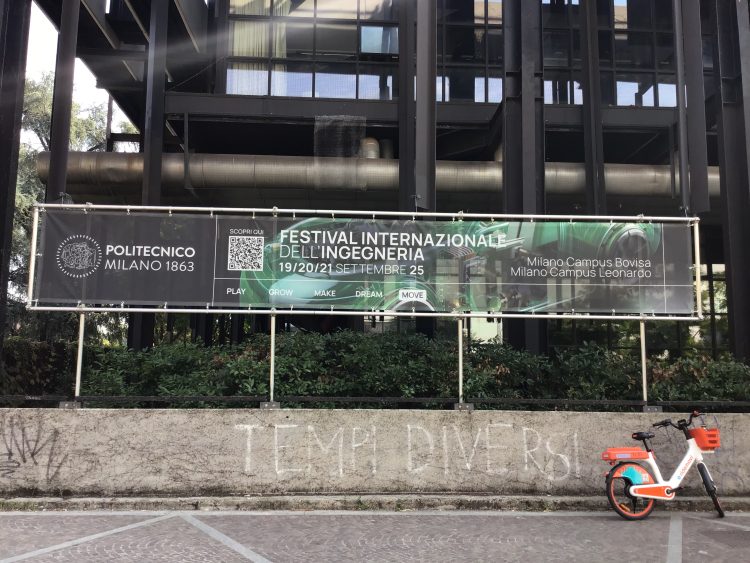 POLITECNICO
MILANO 1863
SCOPRI QUI
FESTIVAL INTERNAZIONALE
DELL'INGEGNERIA
19/20/21 SETTEMBRE 25
PLAY GROW MAKE DREAM MOVE
Milano Campus Bovisa
Milano Campus Leonardo
TEMPI DIVERSI